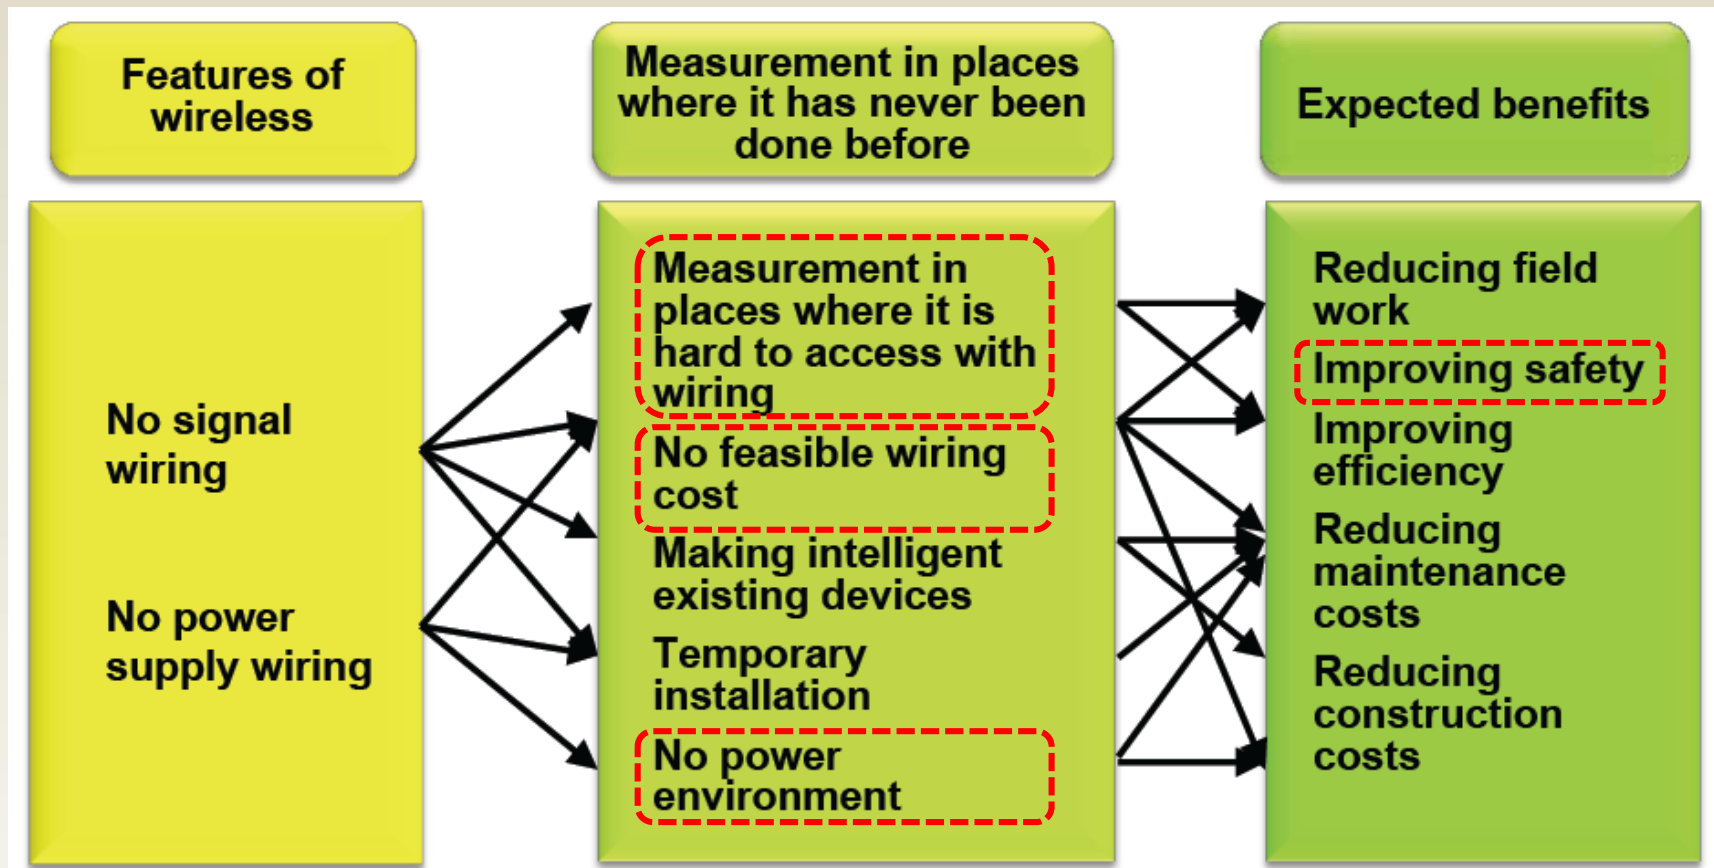 Features of
wireless
Measurement in places
where it has never been
done before
Expected benefits
No signal
wiring
No power
supply wiring
Measurement in
places where it is
hard to access with
wiring
No feasible wiring
cost
Making intelligent
existing devices
Temporary
installation
No power
environment
Reducing field
work
Improving safety
Improving
efficiency
Reducing
maintenance
costs
Reducing
construction
costs